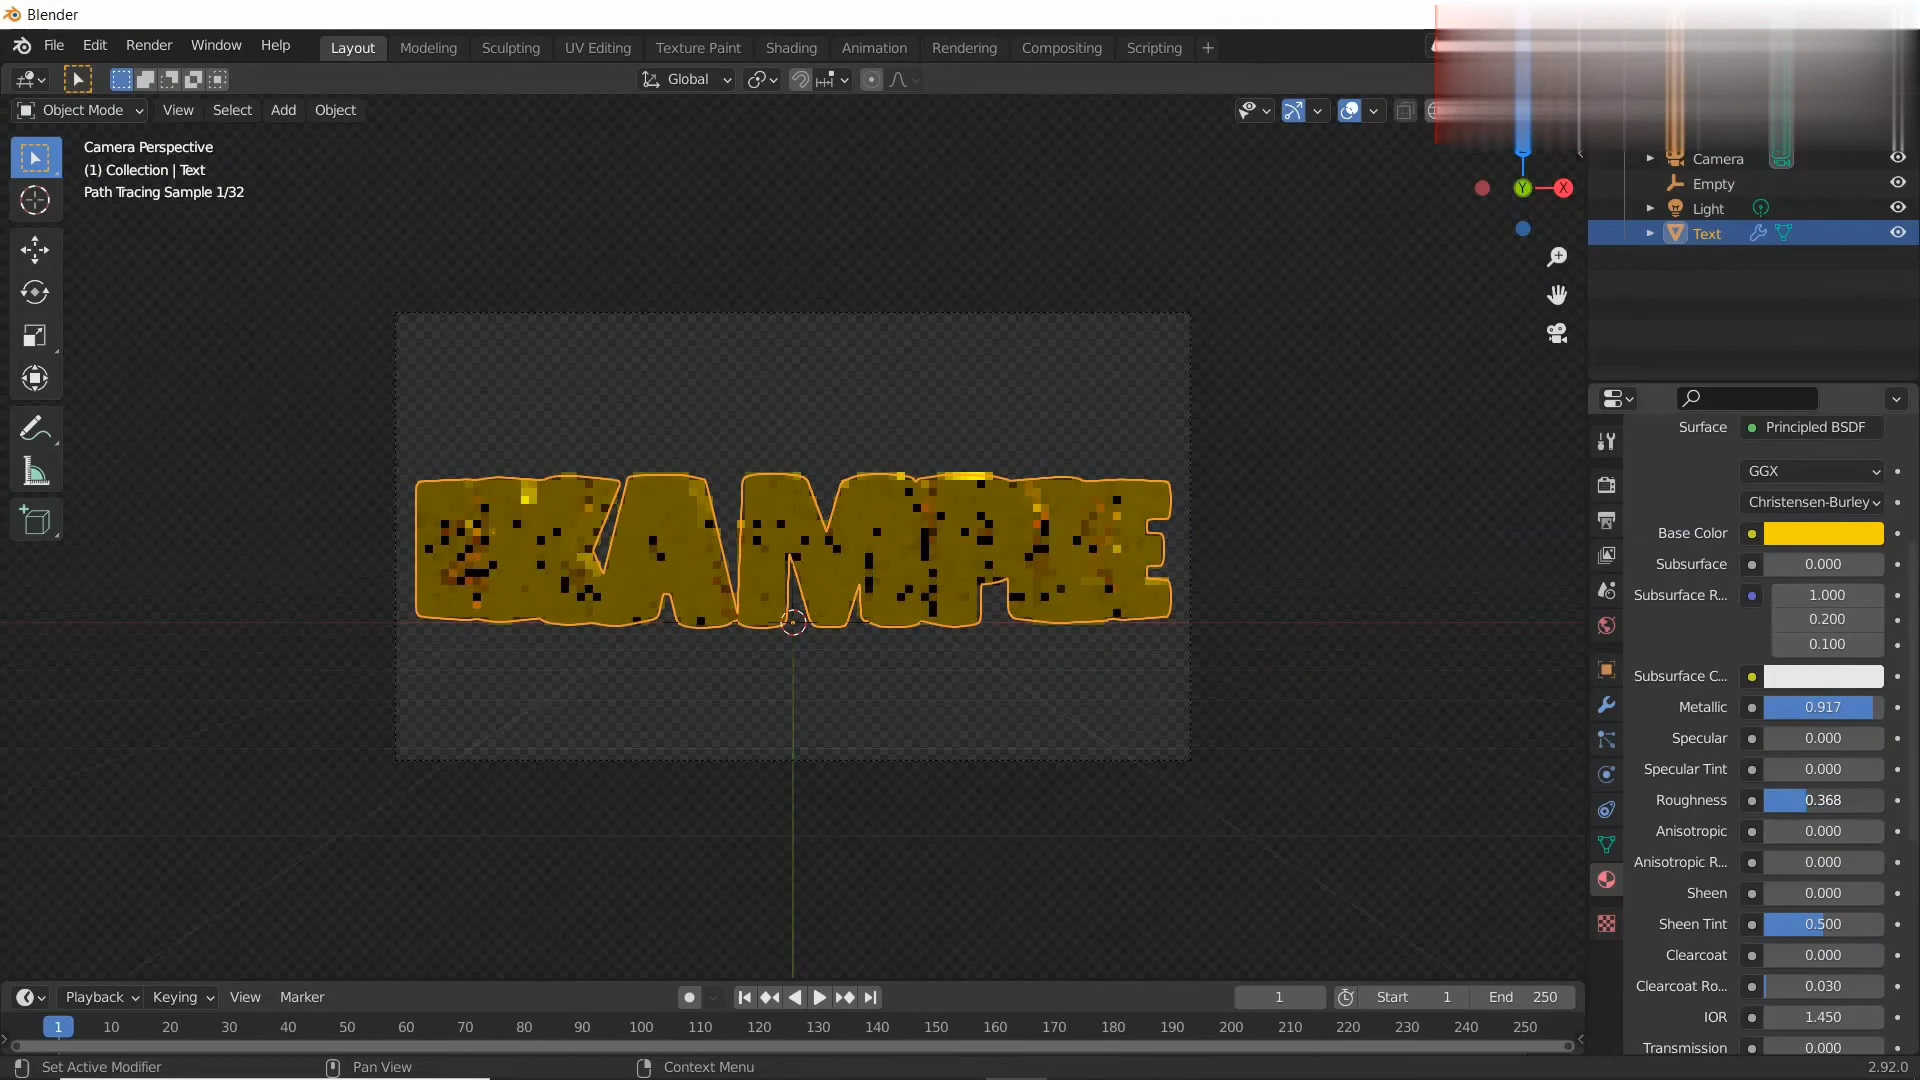 Blender
File Edit Render Window Help Layout Modeling Sculpting UV Editing Texture Paint Shading Animation Rendering Compositing Scripting +
Global
Object Mode View Select Add Object
Camera Perspective
(1) Collection | Text
Path Tracing Sample 1/32
Camera
Empty
Light
Text
Y X
EXAMPLE
Surface Principled BSDF
GGX
Christensen-Burley
Base Color
Subsurface 0.000
Subsurface R... 1.000
0.200
0.100
Subsurface C...
Metallic 0.917
Specular 0.000
Specular Tint 0.000
Roughness 0.368
Anisotropic 0.000
Anisotropic R... 0.000
Sheen 0.000
Sheen Tint 0.500
Clearcoat 0.000
Clearcoat Ro... 0.030
IOR 1.450
Transmission 0.000
Playback Keying View Marker 1 Start 1 End 250
1 10 20 30 40 50 60 70 80 90 100 110 120 130 140 150 160 170 180 190 200 210 220 230 240 250
Set Active Modifier Pan View Context Menu 2.92.0